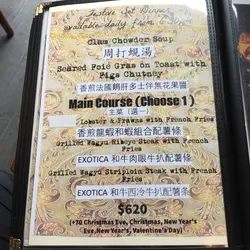 Festive Set Dinner
available daily from 6:30pm
Clam Chowder Soup
周打蜆湯
Seared Foie Gras on Toast with
Figs Chutney
香煎法國鵝肝多士伴無花果醬
Main Course (Choose 1)
主菜 (選一)
Lobster & Prawns with French Fries
香煎龍蝦和蝦組合配薯條
Grilled Wagyu Ribeye Steak with French
Fries
EXOTICA 和牛肉眼牛扒配薯條
Grilled Wagyu Striploin Steak with French
Fries
EXOTICA 和牛西冷牛扒配薯條
$620
(+70 Christmas Eve, Christmas, New Year's
Eve, New Year's, Valentine's Day)